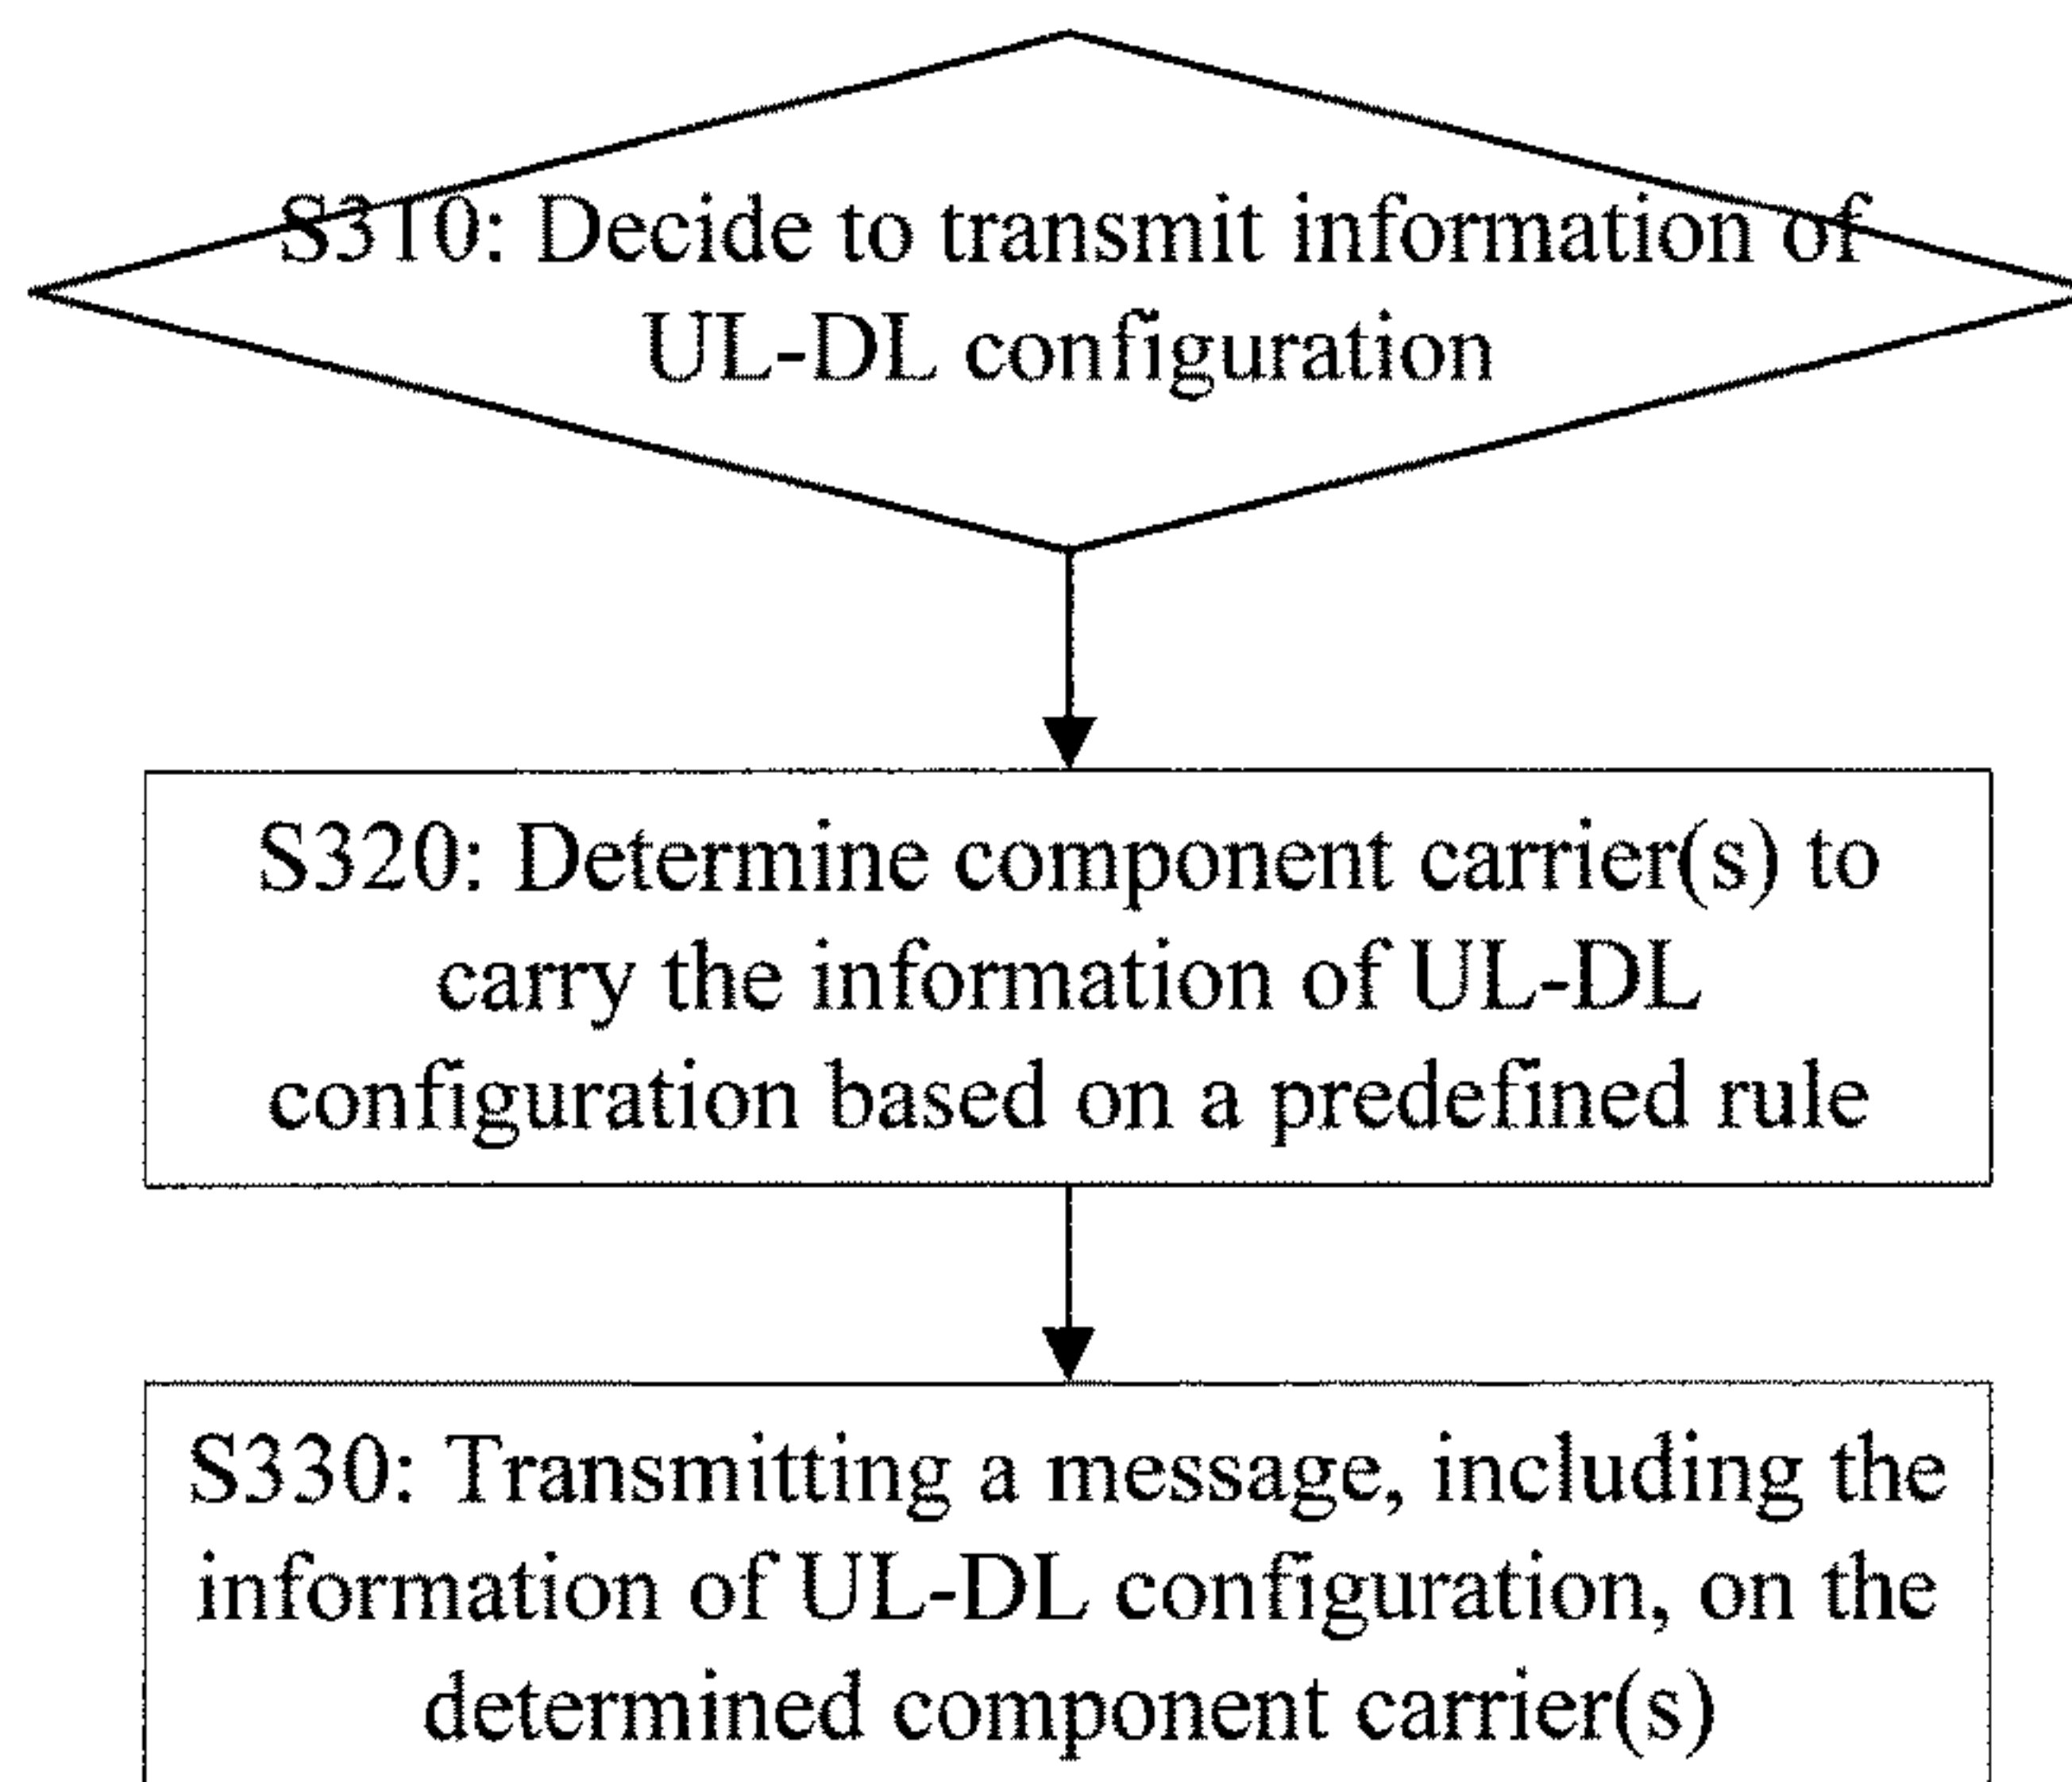 S310: Decide to transmit information of
UL-DL configuration
S320: Determine component carrier(s) to
carry the information of UL-DL
configuration based on a predefined rule
S330: Transmitting a message, including the
information of UL-DL configuration, on the
determined component carrier(s)